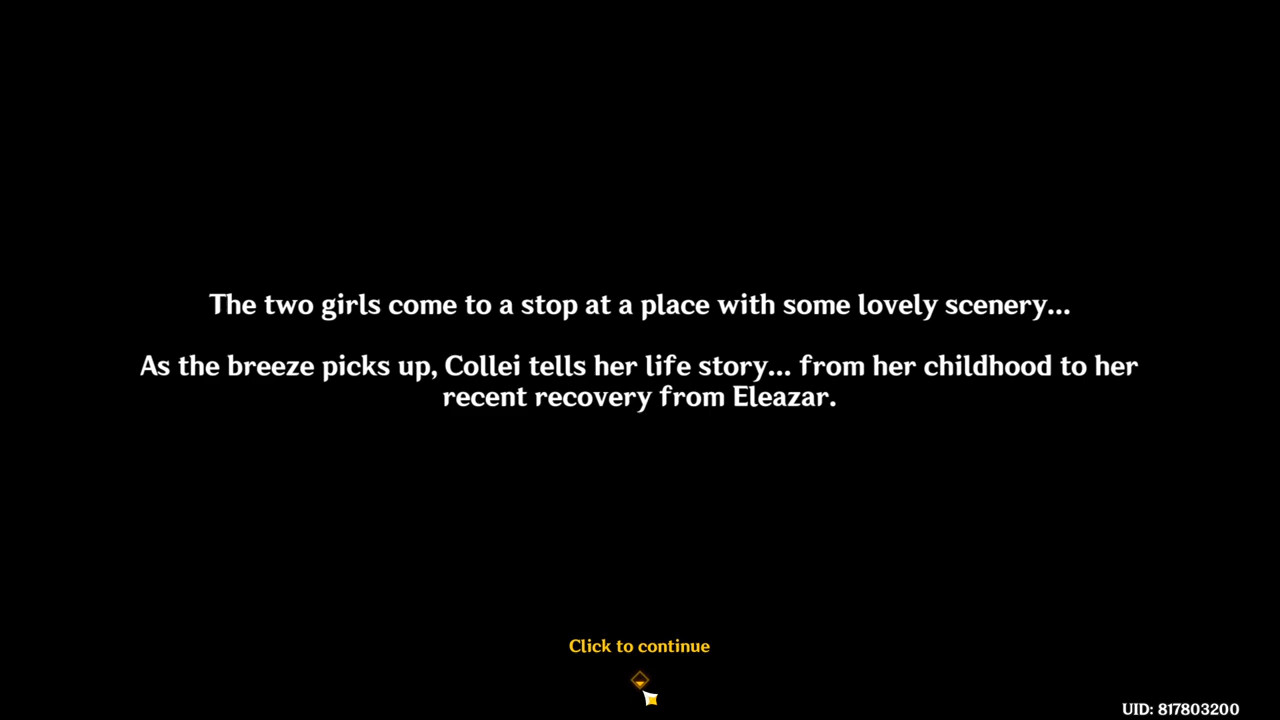 The two girls come to a stop at a place with some lovely scenery...
As the breeze picks up, Collei tells her life story... from her childhood to her
recent recovery from Eleazar.
Click to continue
UID: 817803200